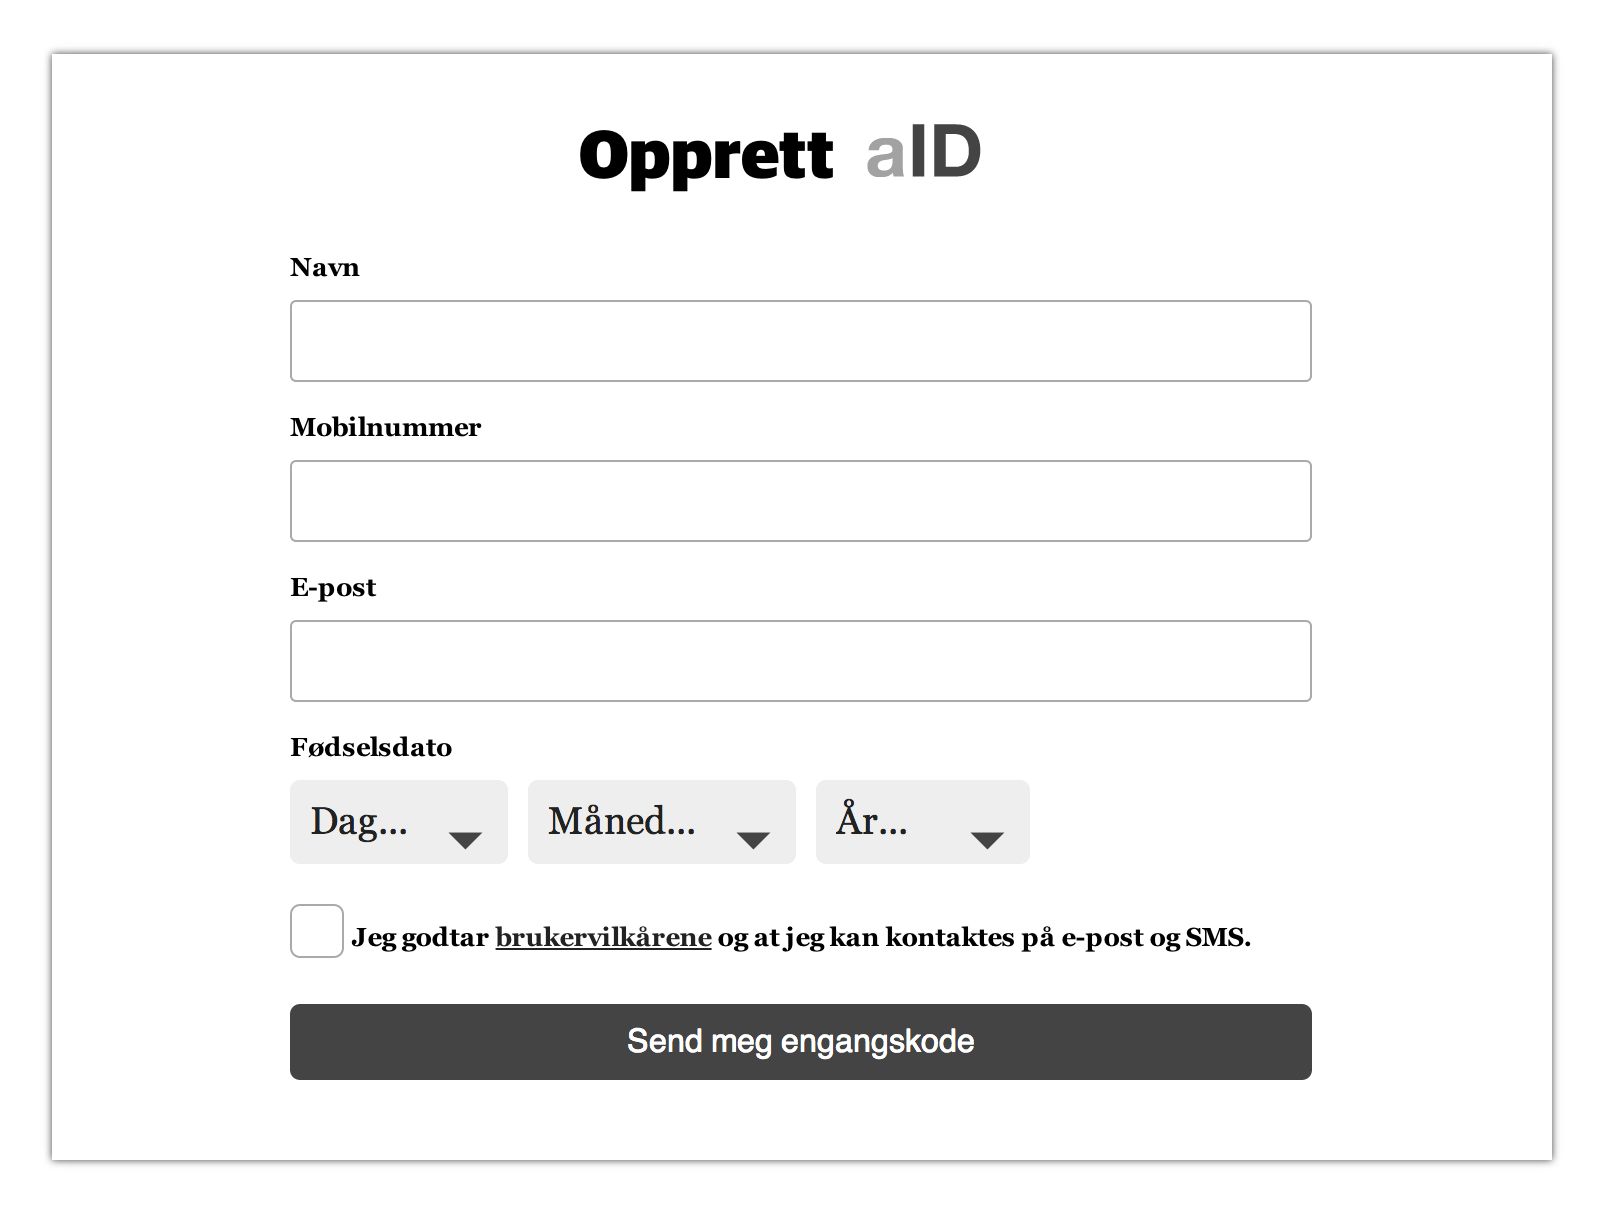 Opprett aID
Navn
Mobilnummer
E-post
Fødselsdato
Dag... Måned... År...
Jeg godtar brukervilkårene og at jeg kan kontaktes på e-post og SMS.
Send meg engangskode